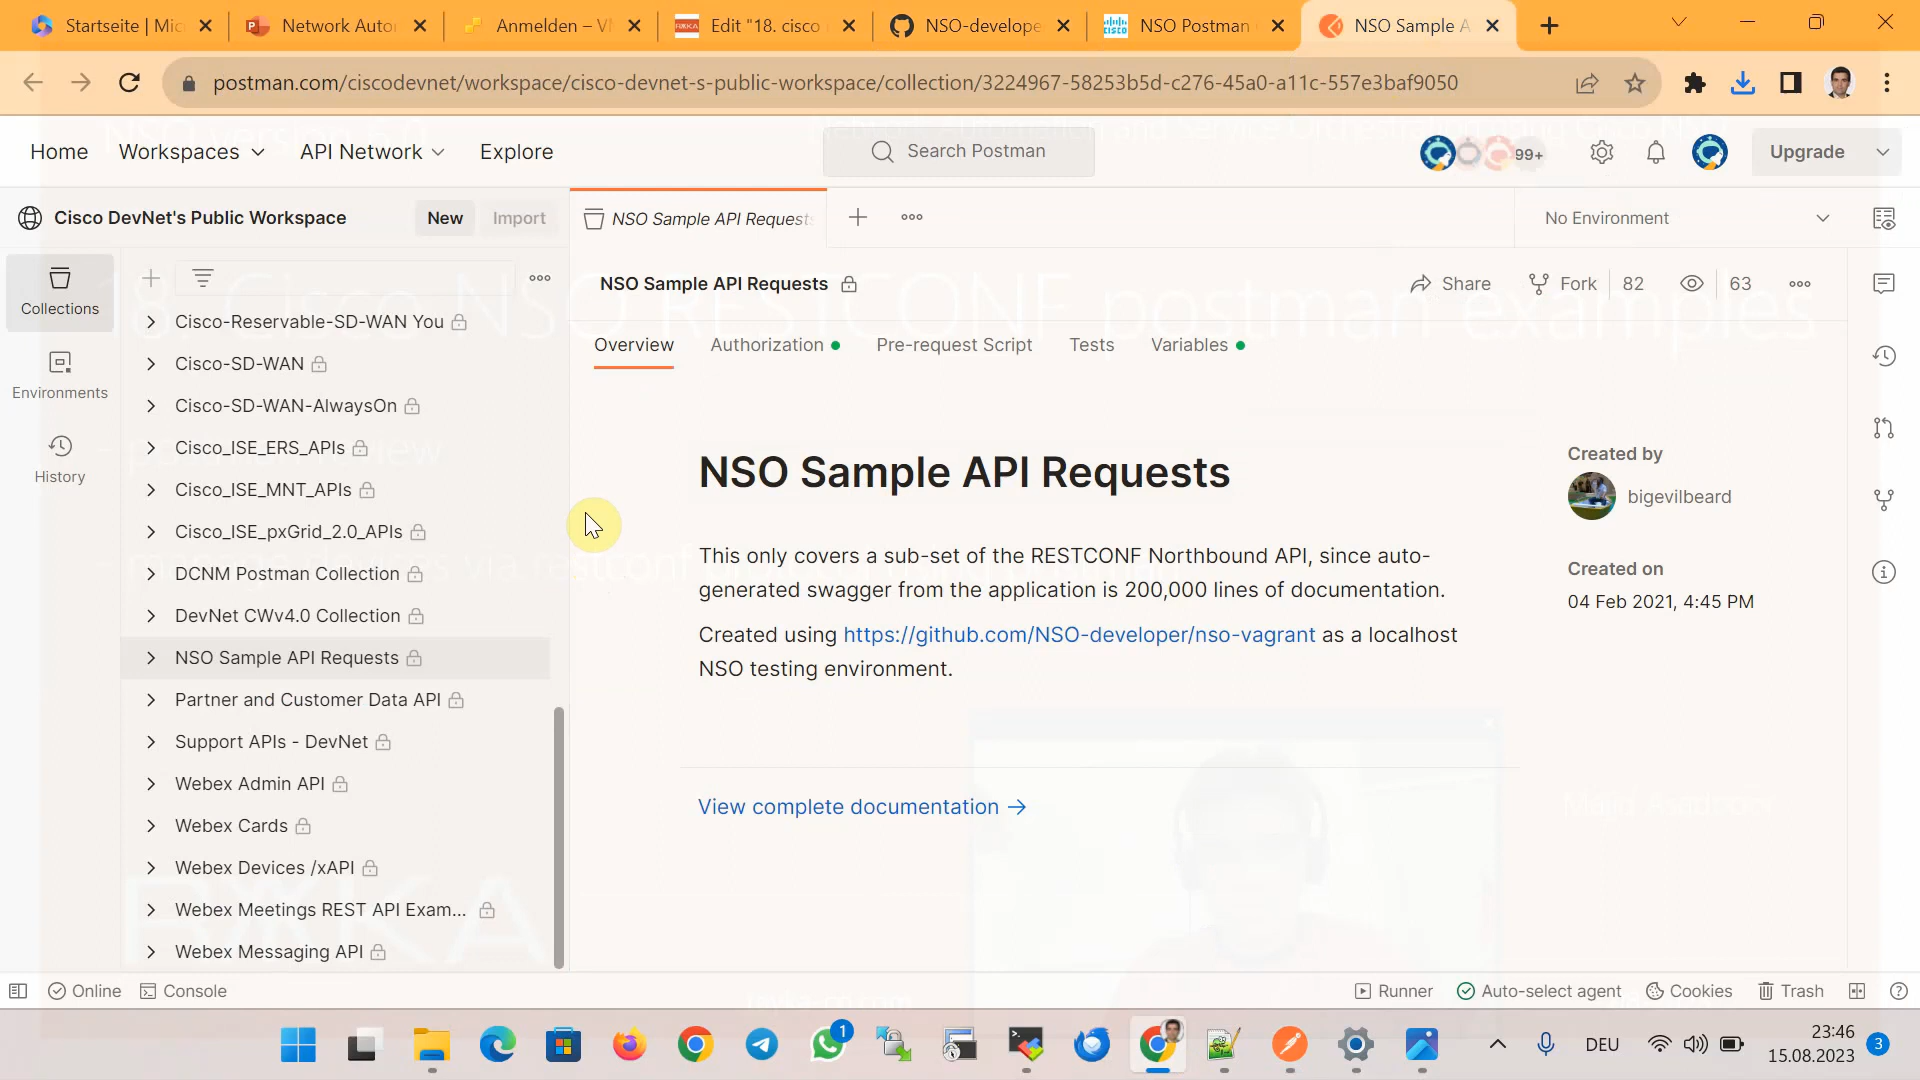 Startseite | Mic
Network Auto
Anmelden – VM
Edit "18. cisco
NSO-develope
NSO Postman
NSO Sample A
postman.com/ciscodevnet/workspace/cisco-devnet-s-public-workspace/collection/3224967-58253b5d-c276-45a0-a11c-557e3baf9050
Home
Workspaces
API Network
Explore
Search Postman
99+
Upgrade
Cisco DevNet's Public Workspace
New
Import
NSO Sample API Requests
No Environment
18. Cisco NSO RESTCONF postman examples
Collections
Environments
History
Cisco-Reservable-SD-WAN You
Cisco-SD-WAN
Cisco-SD-WAN-AlwaysOn
Cisco_ISE_ERS_APIs
Cisco_ISE_MNT_APIs
Cisco_ISE_pxGrid_2.0_APIs
DCNM Postman Collection
DevNet CWv4.0 Collection
NSO Sample API Requests
Partner and Customer Data API
Support APIs - DevNet
Webex Admin API
Webex Cards
Webex Devices /xAPI
Webex Meetings REST API Exam...
Webex Messaging API
NSO Sample API Requests
Share
Fork
82
63
Overview
Authorization
Pre-request Script
Tests
Variables
NSO Sample API Requests
This only covers a sub-set of the RESTCONF Northbound API, since auto-
generated swagger from the application is 200,000 lines of documentation.
Created using https://github.com/NSO-developer/nso-vagrant as a localhost
NSO testing environment.
View complete documentation →
Created by
bigevilbeard
Created on
04 Feb 2021, 4:45 PM
Online
Console
Runner
Auto-select agent
Cookies
Trash
1
DEU
23:46
15.08.2023
3